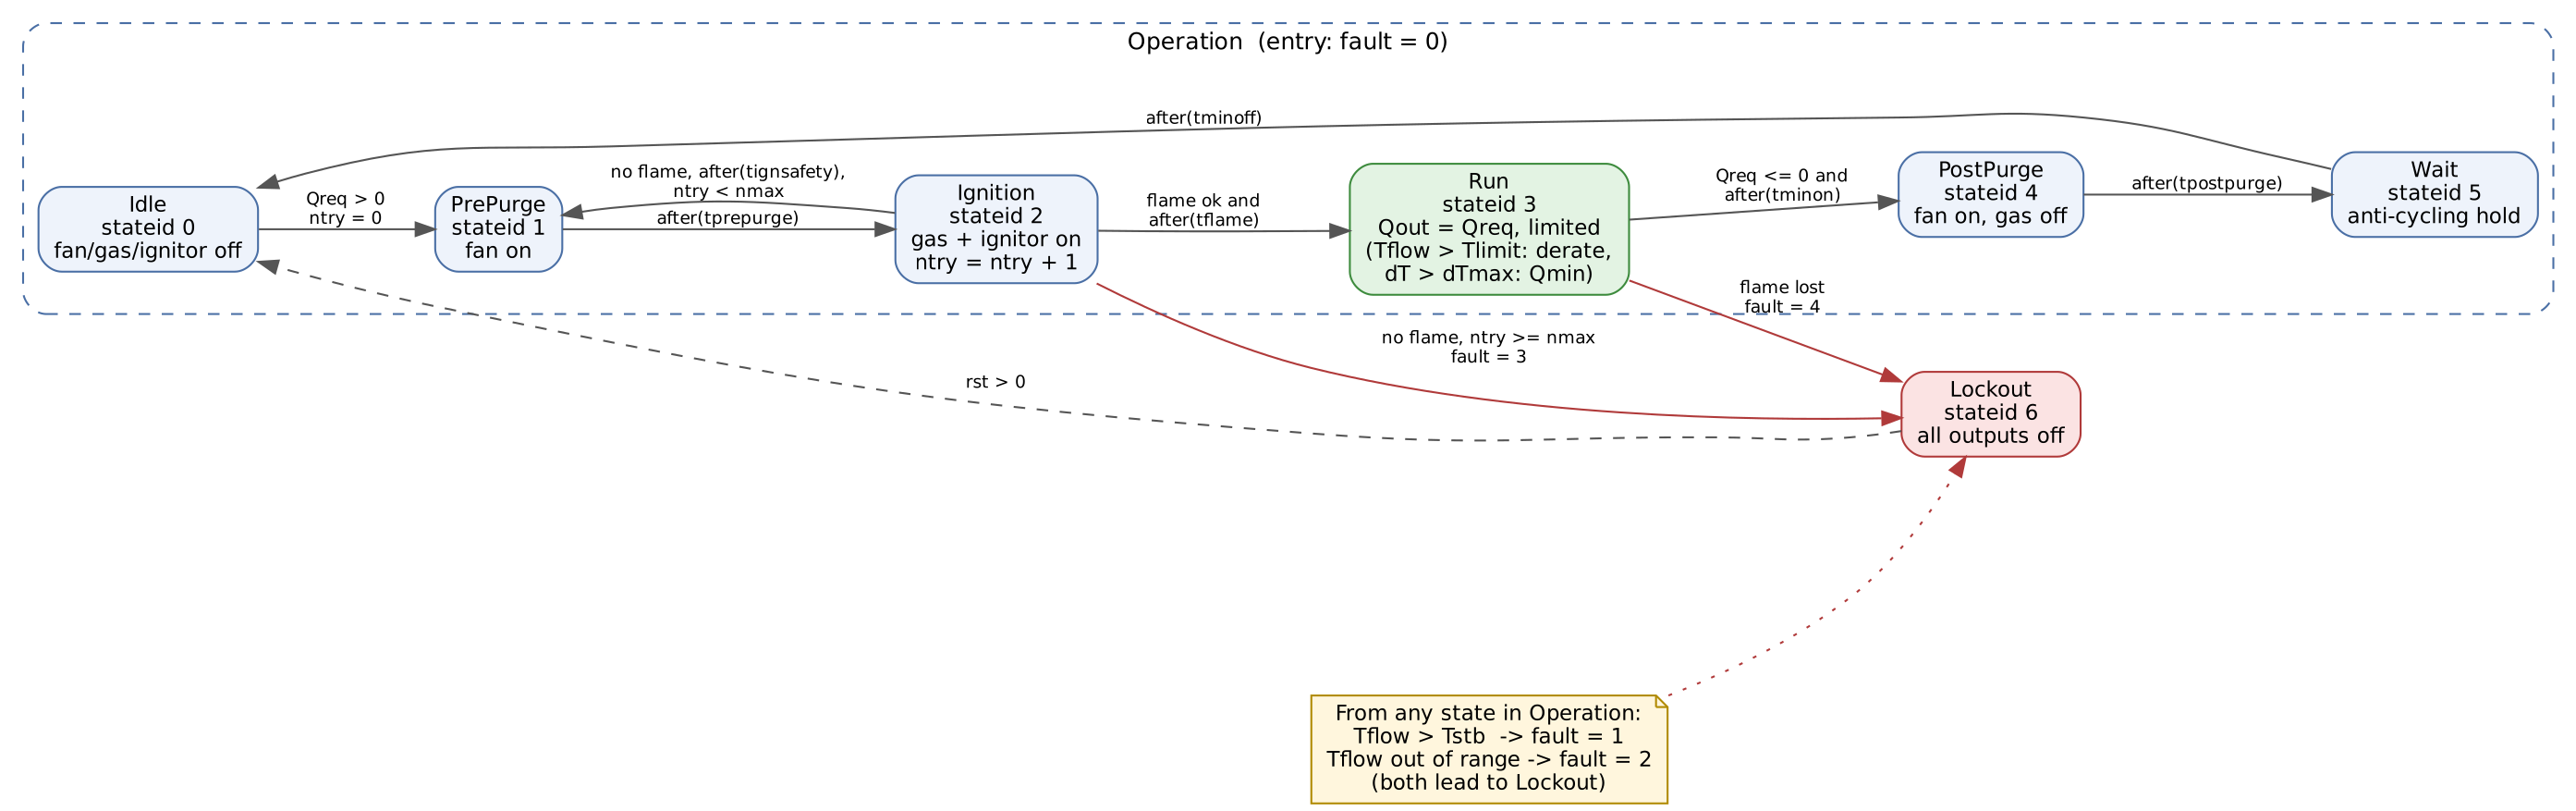 Operation  (entry: fault = 0)
after(tminoff)
Idle
stateid 0
fan/gas/ignitor off
Qreq > 0
ntry = 0
PrePurge
stateid 1
fan on
no flame, after(tignsafety),
ntry < nmax
after(tprepurge)
Ignition
stateid 2
gas + ignitor on
ntry = ntry + 1
flame ok and
after(tflame)
Run
stateid 3
Qout = Qreq, limited
(Tflow > Tlimit: derate,
dT > dTmax: Qmin)
Qreq <= 0 and
after(tminon)
PostPurge
stateid 4
fan on, gas off
after(tpostpurge)
Wait
stateid 5
anti-cycling hold
flame lost
fault = 4
no flame, ntry >= nmax
fault = 3
rst > 0
Lockout
stateid 6
all outputs off
From any state in Operation:
Tflow > Tstb  -> fault = 1
Tflow out of range -> fault = 2
(both lead to Lockout)